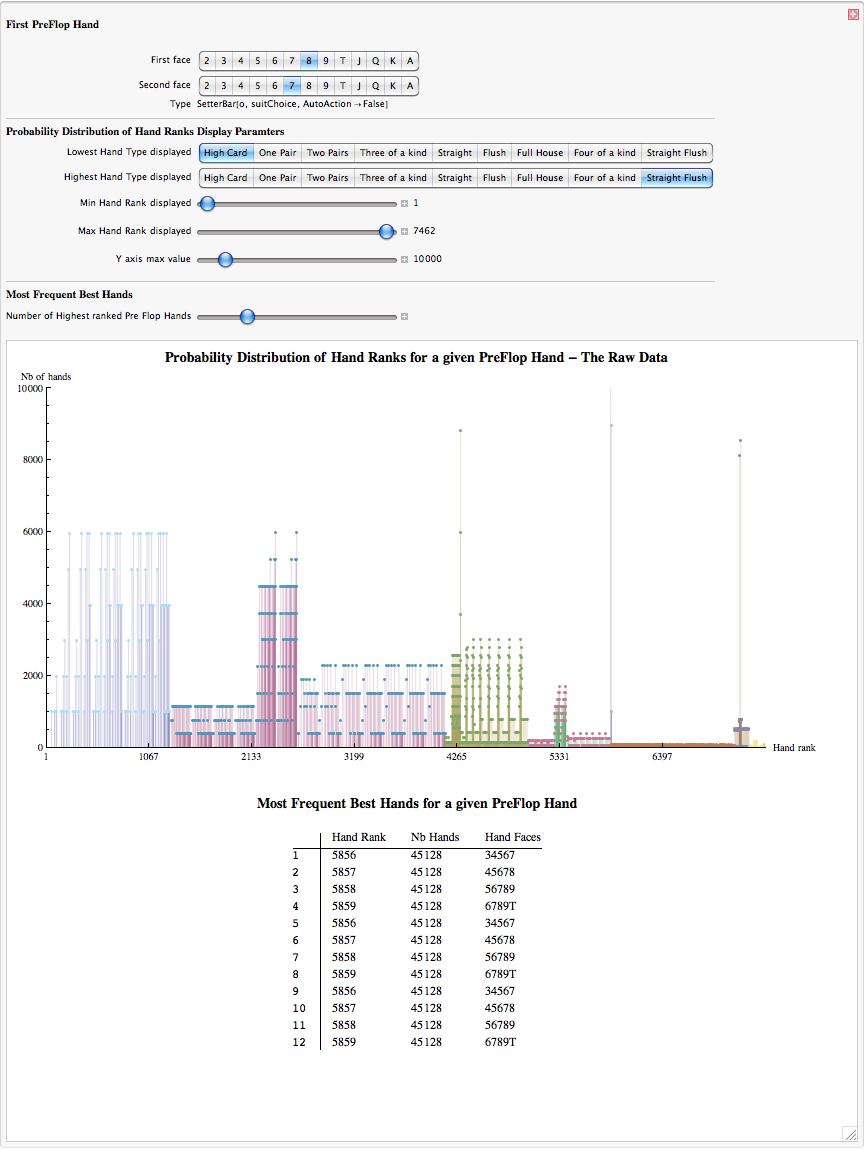 First PreFlop Hand
First face 2 3 4 5 6 7 8 9 T J Q K A
Second face 2 3 4 5 6 7 8 9 T J Q K A
Type SetterBar[o, suitChoice, AutoAction→False]
Probability Distribution of Hand Ranks Display Paramters
Lowest Hand Type displayed High Card One Pair Two Pairs Three of a kind Straight Flush Full House Four of a kind Straight Flush
Highest Hand Type displayed High Card One Pair Two Pairs Three of a kind Straight Flush Full House Four of a kind Straight Flush
Min Hand Rank displayed 1
Max Hand Rank displayed 7462
Y axis max value 10000
Most Frequent Best Hands
Number of Highest ranked Pre Flop Hands
Probability Distribution of Hand Ranks for a given PreFlop Hand – The Raw Data
Nb of hands
10000
8000
6000
4000
2000
0
1 1067 2133 3199 4265 5331 6397 Hand rank
Most Frequent Best Hands for a given PreFlop Hand
Hand Rank Nb Hands Hand Faces
1 5856 45128 34567
2 5857 45128 45678
3 5858 45128 56789
4 5859 45128 6789T
5 5856 45128 34567
6 5857 45128 45678
7 5858 45128 56789
8 5859 45128 6789T
9 5856 45128 34567
10 5857 45128 45678
11 5858 45128 56789
12 5859 45128 6789T